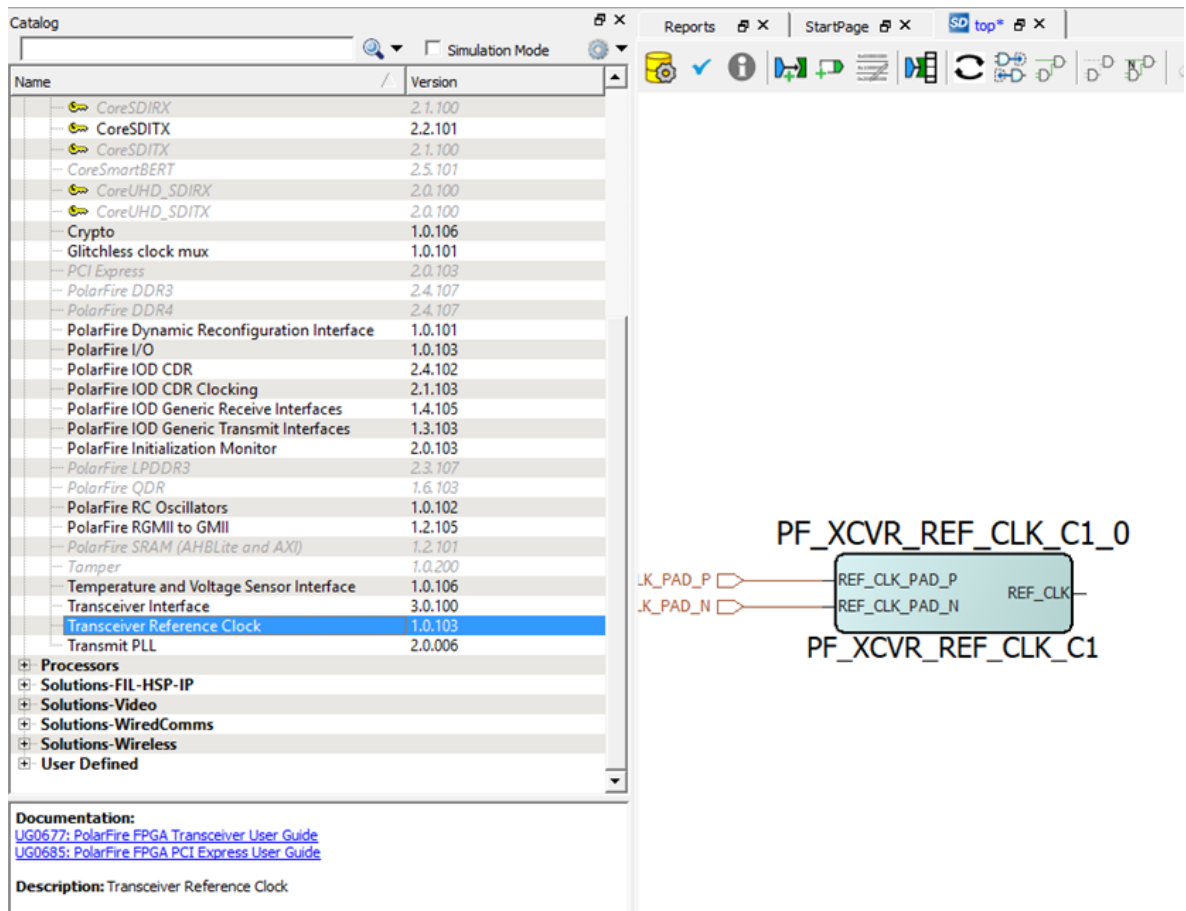 Catalog
Simulation Mode
Name Version
CoreSDIRX 2.1.100
CoreSDITX 2.2.101
CoreSDITX 2.1.100
CoreSmartBERT 2.5.101
CoreUHD_SDIRX 2.0.100
CoreUHD_SDITX 2.0.100
Crypto 1.0.106
Glitchless clock mux 1.0.101
PCI Express 2.0.103
PolarFire DDR3 2.4.107
PolarFire DDR4 2.4.107
PolarFire Dynamic Reconfiguration Interface 1.0.101
PolarFire I/O 1.0.103
PolarFire IOD CDR 2.4.102
PolarFire IOD CDR Clocking 2.1.103
PolarFire IOD Generic Receive Interfaces 1.4.105
PolarFire IOD Generic Transmit Interfaces 1.3.103
PolarFire Initialization Monitor 2.0.103
PolarFire LPDDR3 2.3.107
PolarFire QDR 1.6.103
PolarFire RC Oscillators 1.0.102
PolarFire RGMII to GMII 1.2.105
PolarFire SRAM (AHBLite and AXI) 1.2.101
Tamper 1.0.200
Temperature and Voltage Sensor Interface 1.0.106
Transceiver Interface 3.0.100
Transceiver Reference Clock 1.0.103
Transmit PLL 2.0.006
Processors
Solutions-FIL-HSP-IP
Solutions-Video
Solutions-WiredComms
Solutions-Wireless
User Defined
Documentation:
UG0677: PolarFire FPGA Transceiver User Guide
UG0685: PolarFire FPGA PCI Express User Guide
Description: Transceiver Reference Clock
Reports StartPage SD top*
PF_XCVR_REF_CLK_C1_0
LK_PAD_P REF_CLK_PAD_P REF_CLK
LK_PAD_N REF_CLK_PAD_N
PF_XCVR_REF_CLK_C1